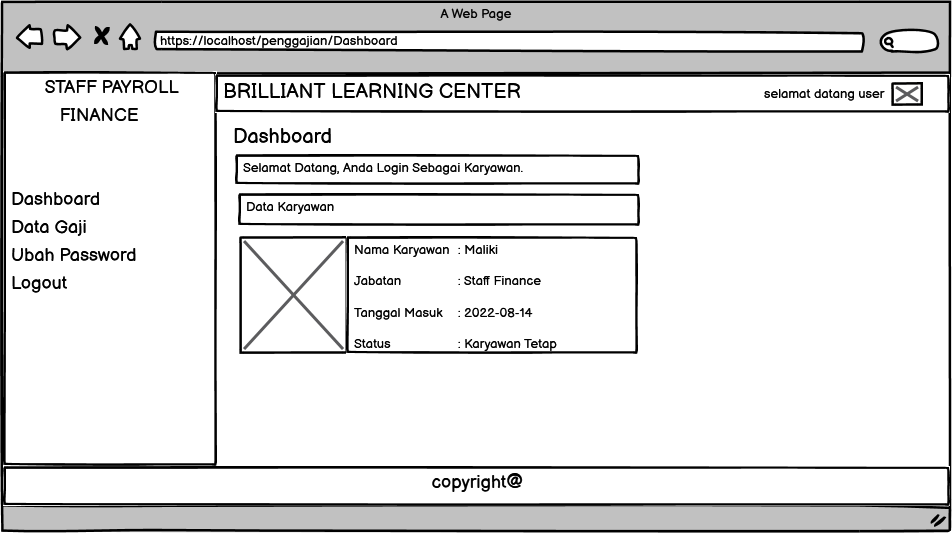 A Web Page
https://localhost/penggajian/Dashboard
STAFF PAYROLL
FINANCE
BRILLIANT LEARNING CENTER
selamat datang user
Dashboard
Data Gaji
Ubah Password
Logout
Dashboard
Selamat Datang, Anda Login Sebagai Karyawan.
Data Karyawan
Nama Karyawan : Maliki
Jabatan : Staff Finance
Tanggal Masuk : 2022-08-14
Status : Karyawan Tetap
copyright@